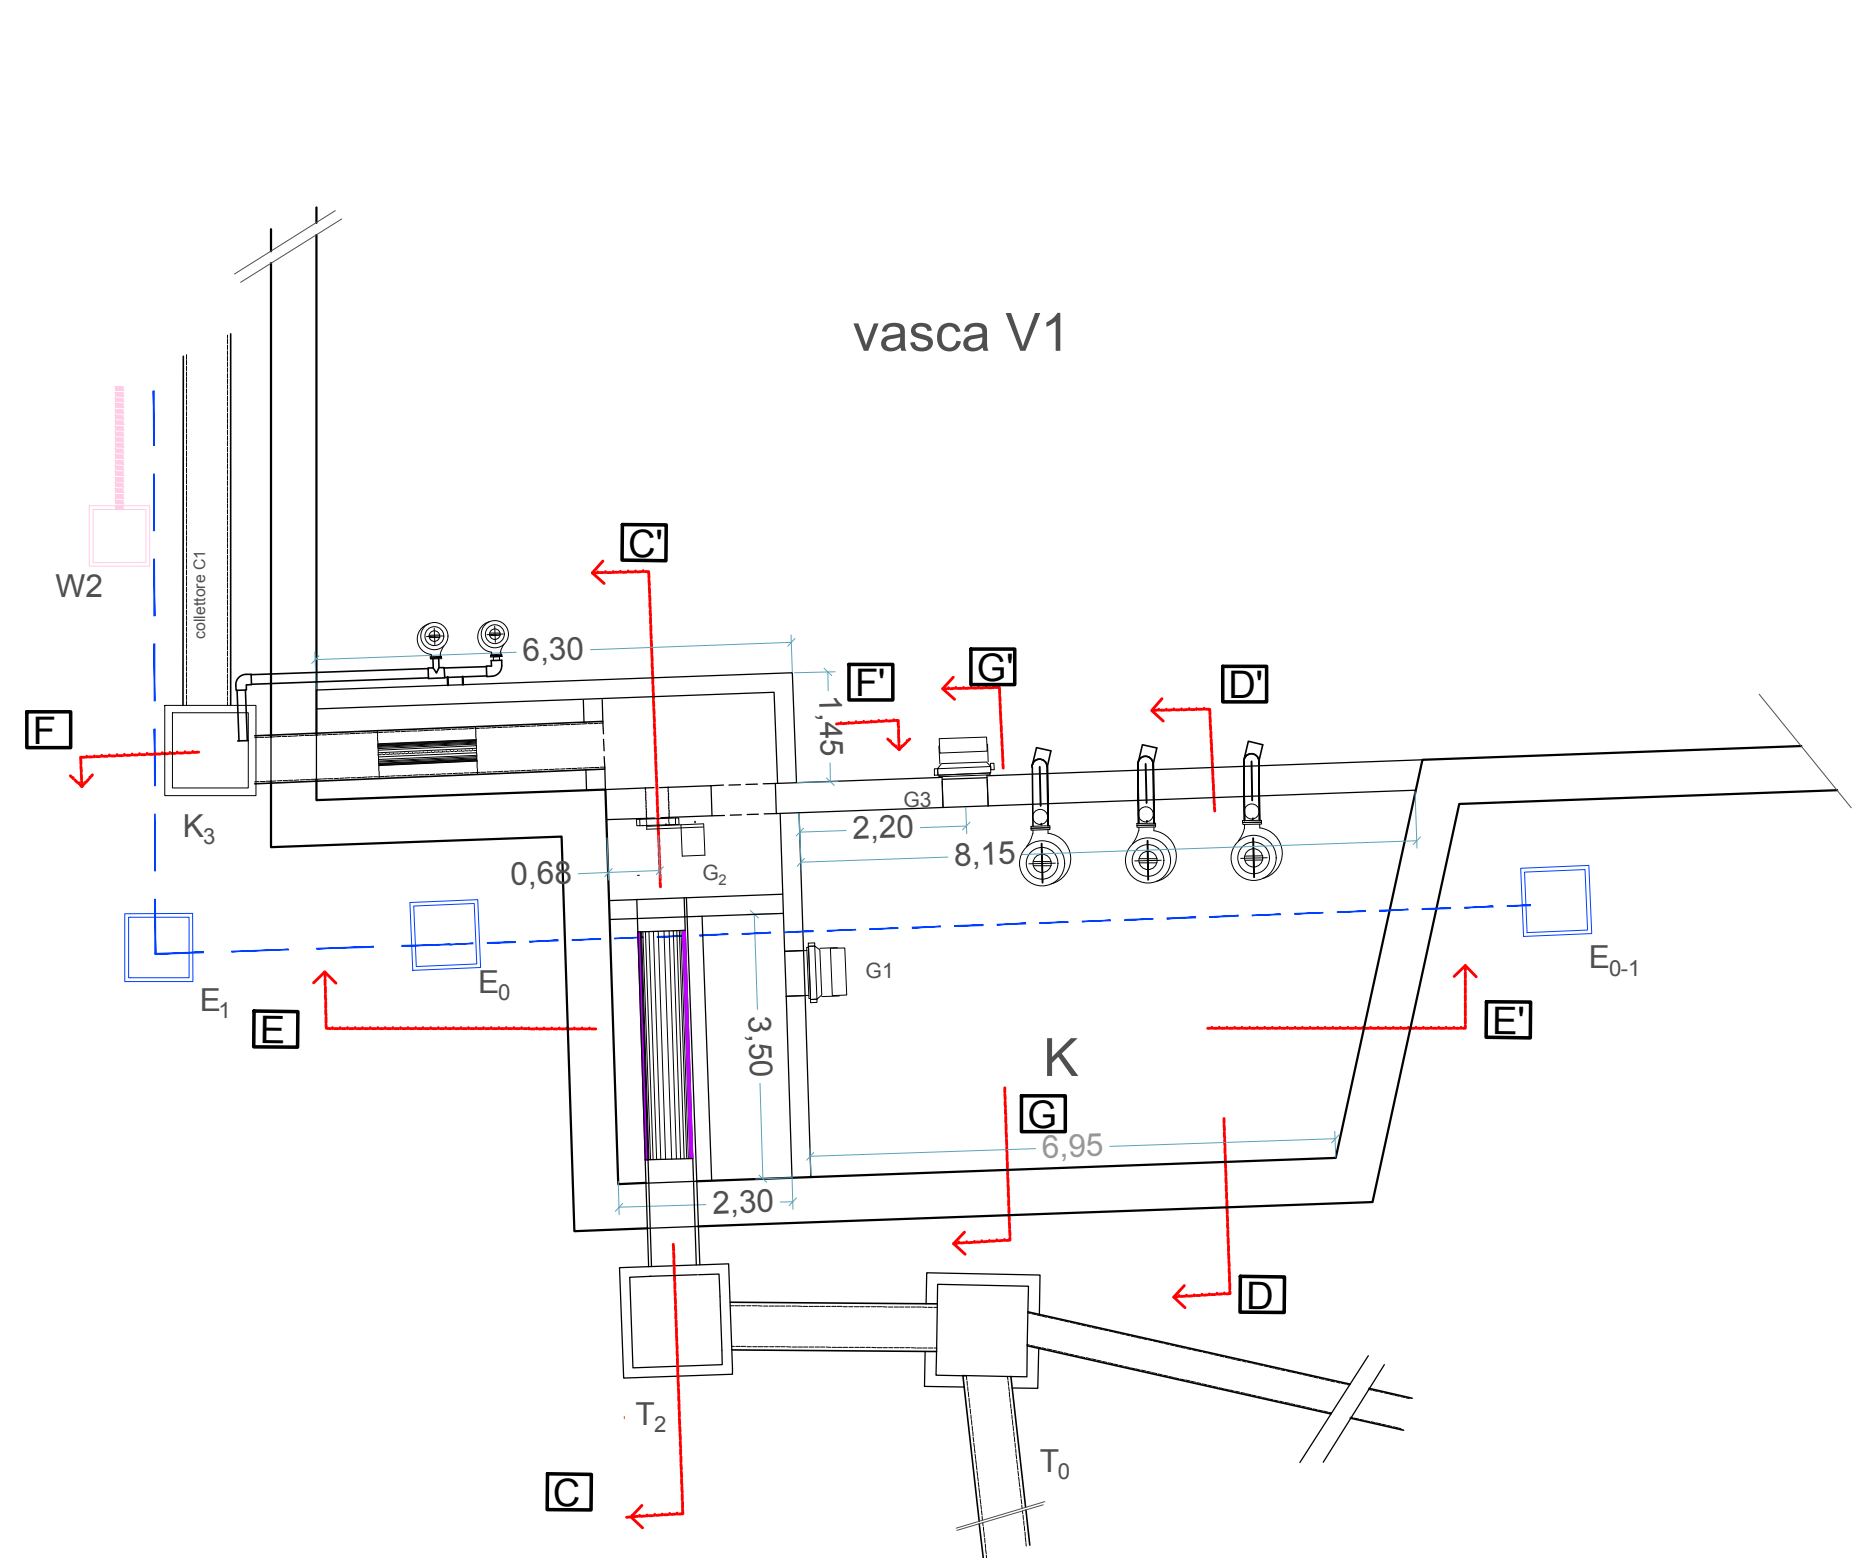 vasca V1
C'
W2
collettore C1
6,30
F'
G'
D'
F
1,45
K3
G3
2,20
8,15
0,68
G2
E1
E0
G1
E0-1
E
3,50
K
E'
G
6,95
2,30
D
T2
T0
C